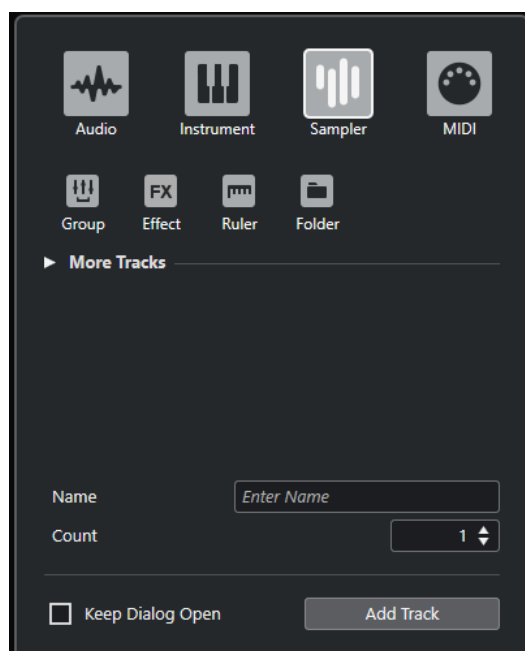 Audio Instrument Sampler MIDI
FX
Group Effect Ruler Folder
More Tracks
Name Enter Name
Count 1
Keep Dialog Open Add Track